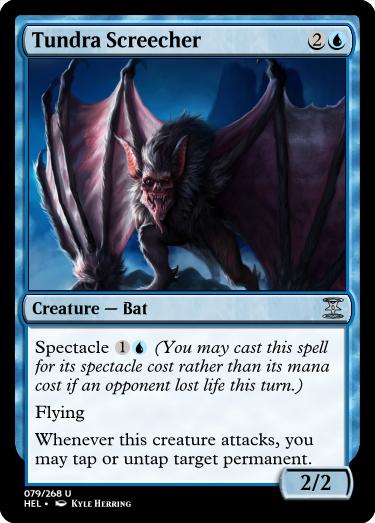 Tundra Screecher 2
Creature — Bat
Spectacle 1 (You may cast this spell
for its spectacle cost rather than its mana
cost if an opponent lost life this turn.)
Flying
Whenever this creature attacks, you
may tap or untap target permanent.
2/2
079/268 U
HEL • Kyle Herring